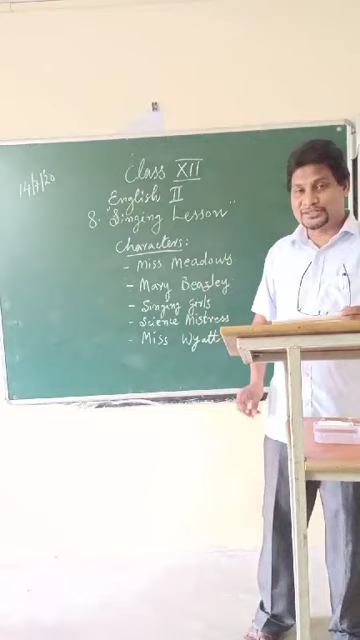 14/7/20
Class XII
English II
8. "Singing Lesson"
Characters:
- Miss Meadows
- Mary Beazley
- Singing girls
- Science Mistress
- Miss Wyatt